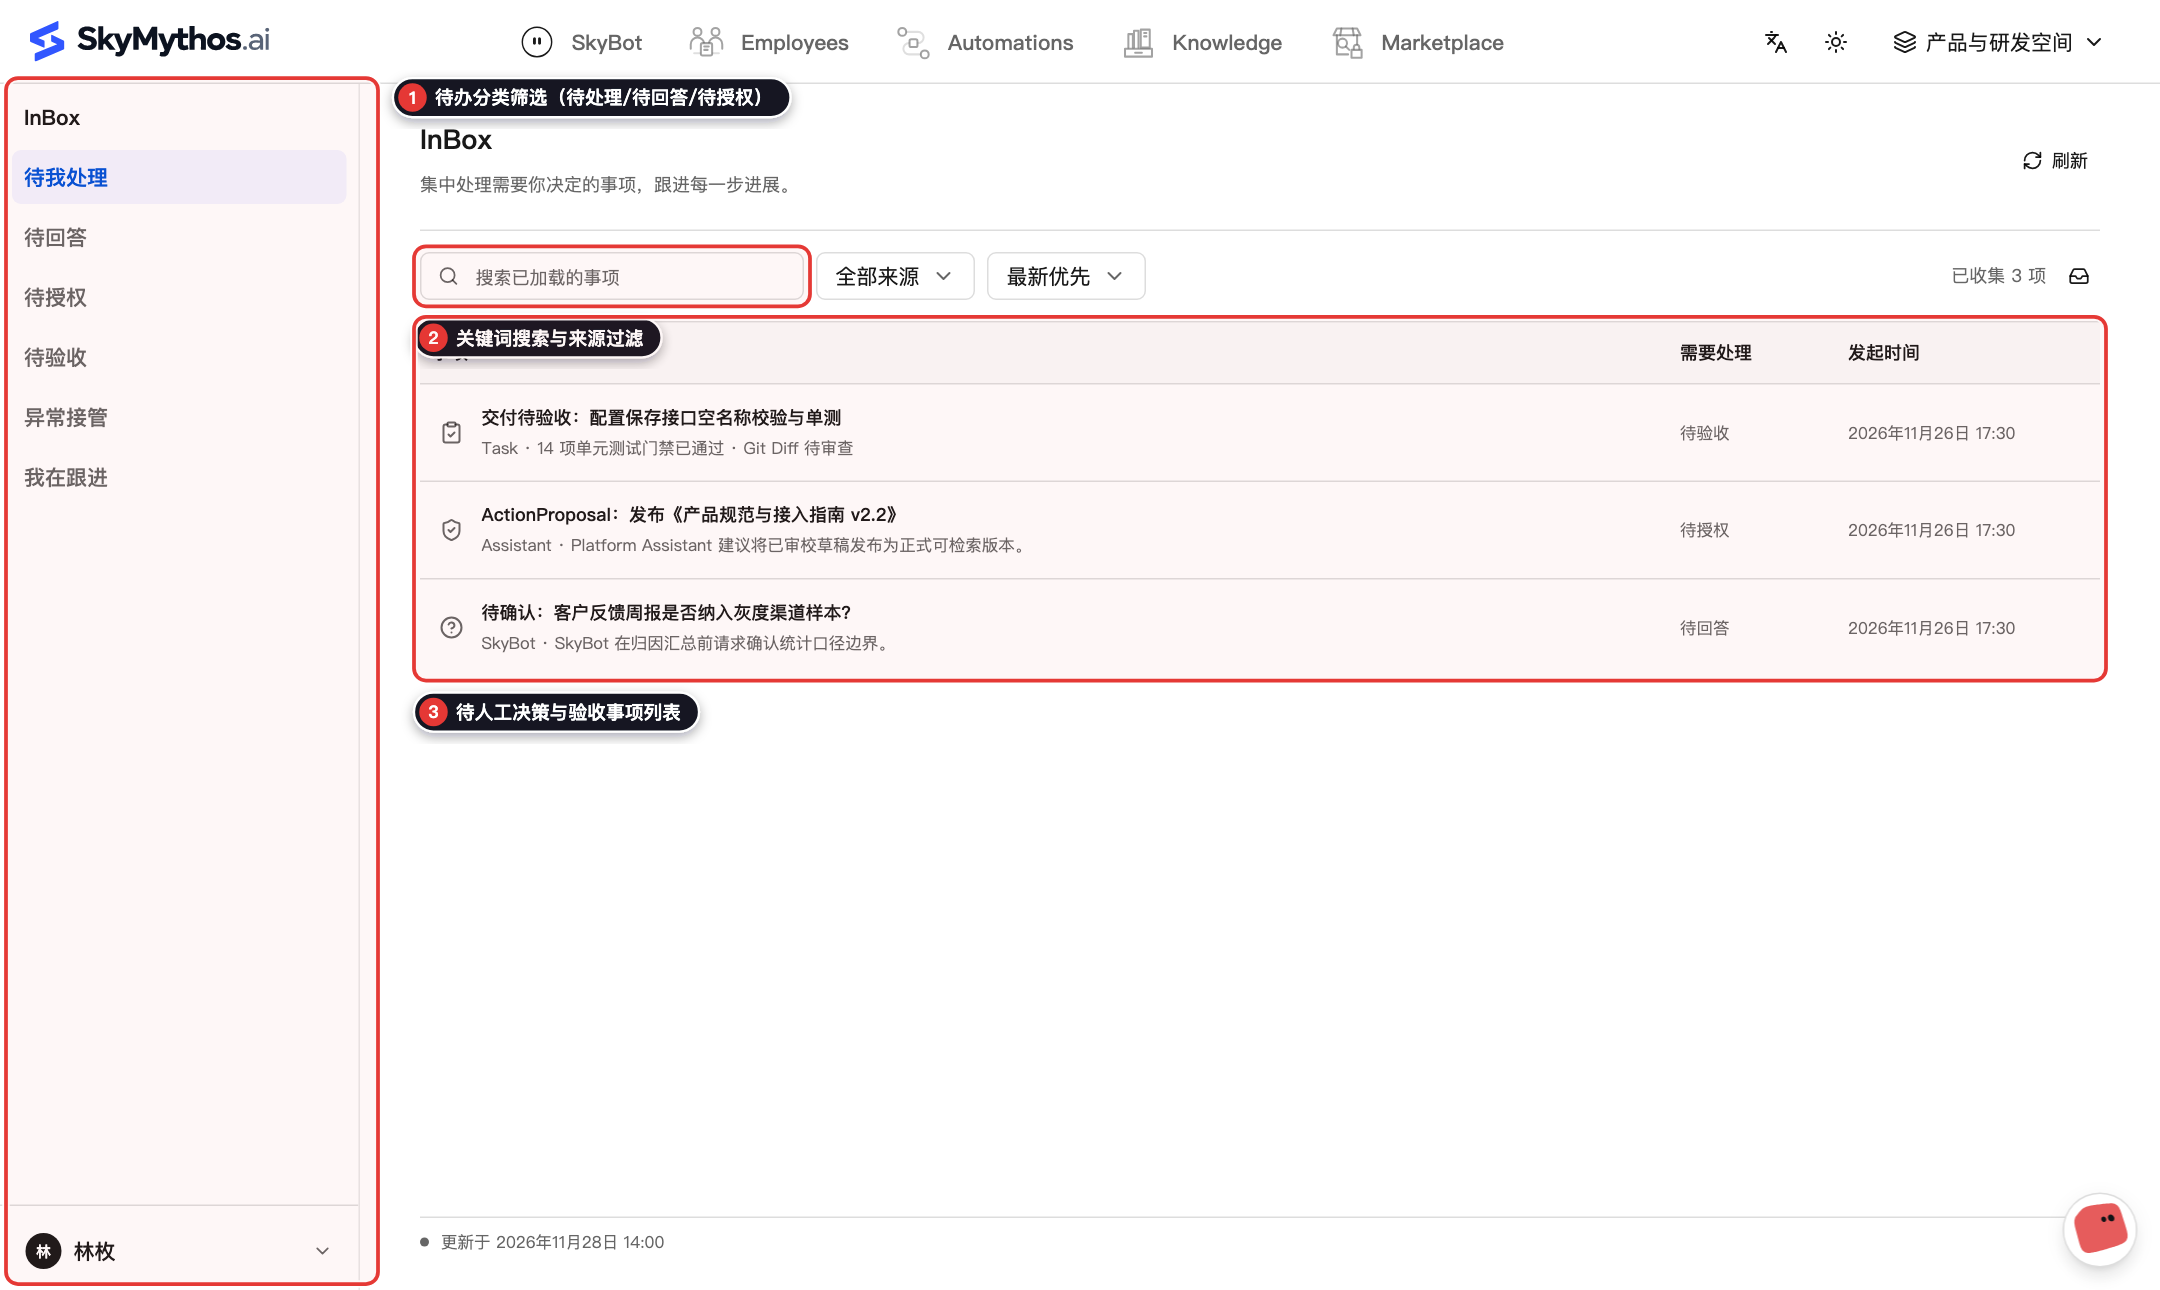 SkyMythos.ai
SkyBot
Employees
Automations
Knowledge
Marketplace
产品与研发空间
InBox
待我处理
待回答
待授权
待验收
异常接管
我在跟进
林 林枚
1 待办分类筛选（待处理/待回答/待授权）
InBox
集中处理需要你决定的事项，跟进每一步进展。
刷新
搜索已加载的事项
全部来源
最新优先
已收集 3 项
2 关键词搜索与来源过滤
需要处理
发起时间
交付待验收：配置保存接口空名称校验与单测
Task · 14 项单元测试门禁已通过 · Git Diff 待审查
待验收
2026年11月26日 17:30
ActionProposal：发布《产品规范与接入指南 v2.2》
Assistant · Platform Assistant 建议将已审校草稿发布为正式可检索版本。
待授权
2026年11月26日 17:30
待确认：客户反馈周报是否纳入灰度渠道样本?
SkyBot · SkyBot 在归因汇总前请求确认统计口径边界。
待回答
2026年11月26日 17:30
3 待人工决策与验收事项列表
更新于 2026年11月28日 14:00